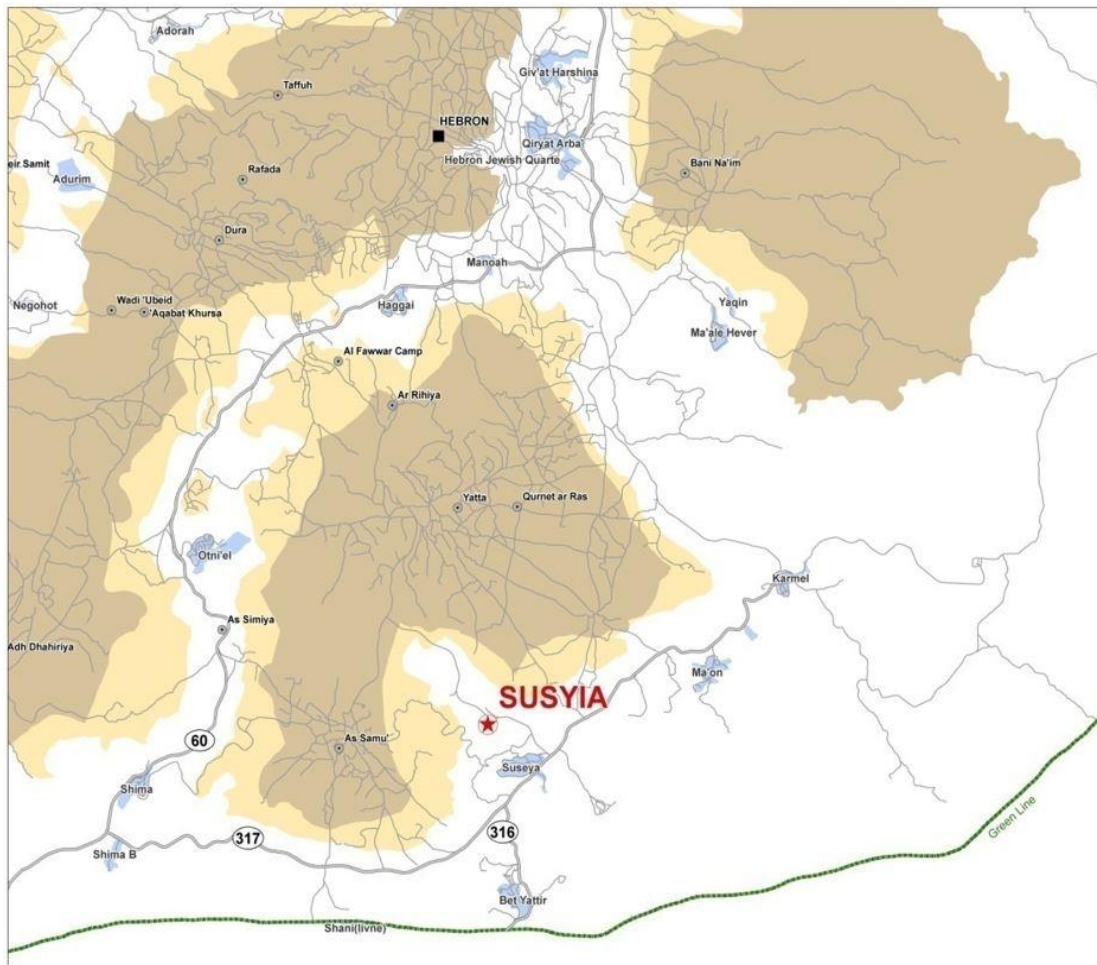 Adorah
Giv'at Harshina
Taffuh
HEBRON
Qiryat Arba'
Hebron Jewish Quarte
eir Samit
Adurim
Rafada
Bani Na'im
Dura
Manoah
Negohot
Wadi 'Ubeid
'Aqabat Khursa
Haggai
Yaqin
Ma'ale Hever
Al Fawwar Camp
Ar Rihiya
Yatta
Qurnet ar Ras
Otni'el
Karmel
As Simiya
Adh Dhahiriya
Ma'on
SUSYIA
60
As Samu'
Suseya
Shima
317
316
Shima B
Green Line
Bet Yattir
Shani(livne)